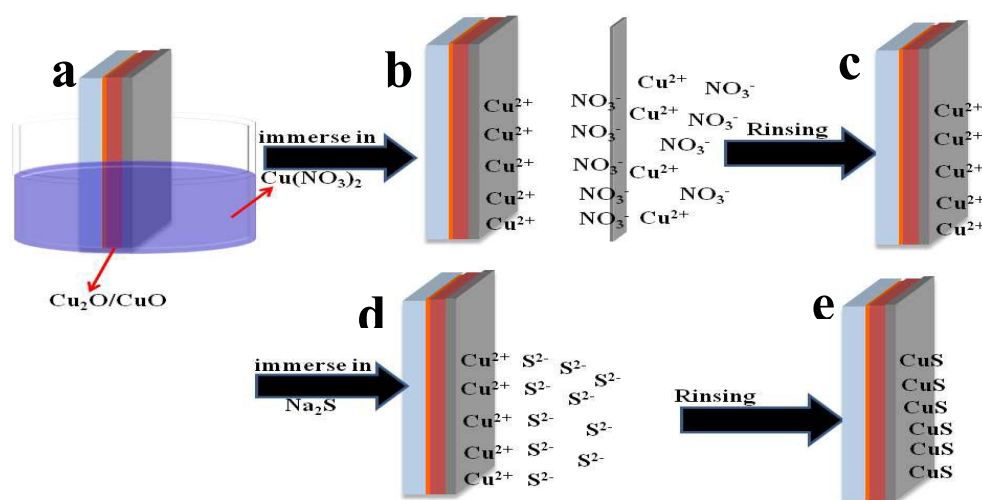 a
Cu₂O/CuO
immerse in
Cu(NO₃)₂
b
Cu²⁺
Cu²⁺
Cu²⁺
Cu²⁺
Cu²⁺
NO₃⁻
NO₃⁻
NO₃⁻
NO₃⁻
NO₃⁻
Cu²⁺ NO₃⁻
Cu²⁺ NO₃⁻
NO₃⁻
Cu²⁺
NO₃⁻
Cu²⁺
Rinsing
c
Cu²⁺
Cu²⁺
Cu²⁺
Cu²⁺
Cu²⁺
immerse in
Na₂S
d
Cu²⁺ S²⁻ S²⁻
Cu²⁺ S²⁻ S²⁻ S²⁻
Cu²⁺ S²⁻ S²⁻
Cu²⁺ S²⁻ S²⁻
Cu²⁺ S²⁻
Rinsing
e
CuS
CuS
CuS
CuS
CuS
CuS